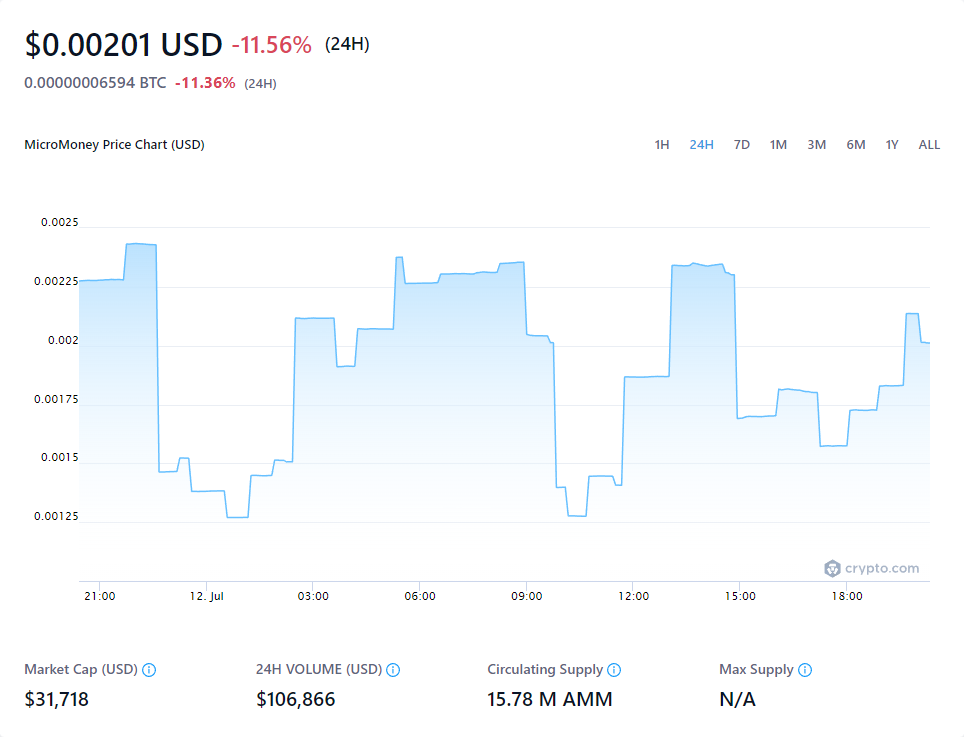 $0.00201 USD -11.56% (24H)
0.00000006594 BTC -11.36% (24H)
MicroMoney Price Chart (USD) 1H 24H 7D 1M 3M 6M 1Y ALL
0.0025
0.00225
0.002
0.00175
0.0015
0.00125
crypto.com
21:00 12. Jul 03:00 06:00 09:00 12:00 15:00 18:00
Market Cap (USD) 24H VOLUME (USD) Circulating Supply Max Supply
$31,718 $106,866 15.78 M AMM N/A